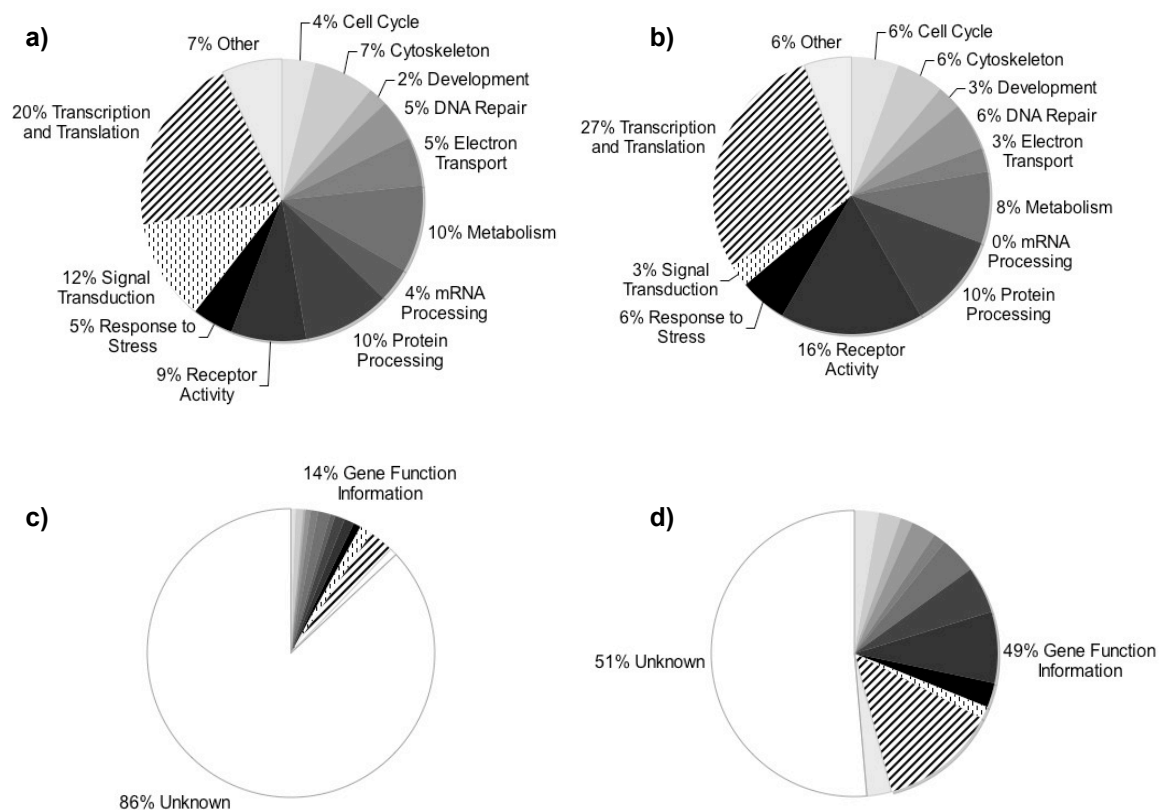 a)
4% Cell Cycle
7% Cytoskeleton
2% Development
5% DNA Repair
5% Electron
Transport
10% Metabolism
4% mRNA
Processing
10% Protein
Processing
9% Receptor
Activity
5% Response to
Stress
12% Signal
Transduction
20% Transcription
and Translation
7% Other
b)
6% Cell Cycle
6% Cytoskeleton
3% Development
6% DNA Repair
3% Electron
Transport
8% Metabolism
0% mRNA
Processing
10% Protein
Processing
16% Receptor
Activity
6% Response to
Stress
3% Signal
Transduction
27% Transcription
and Translation
6% Other
c)
14% Gene Function
Information
86% Unknown
d)
49% Gene Function
Information
51% Unknown